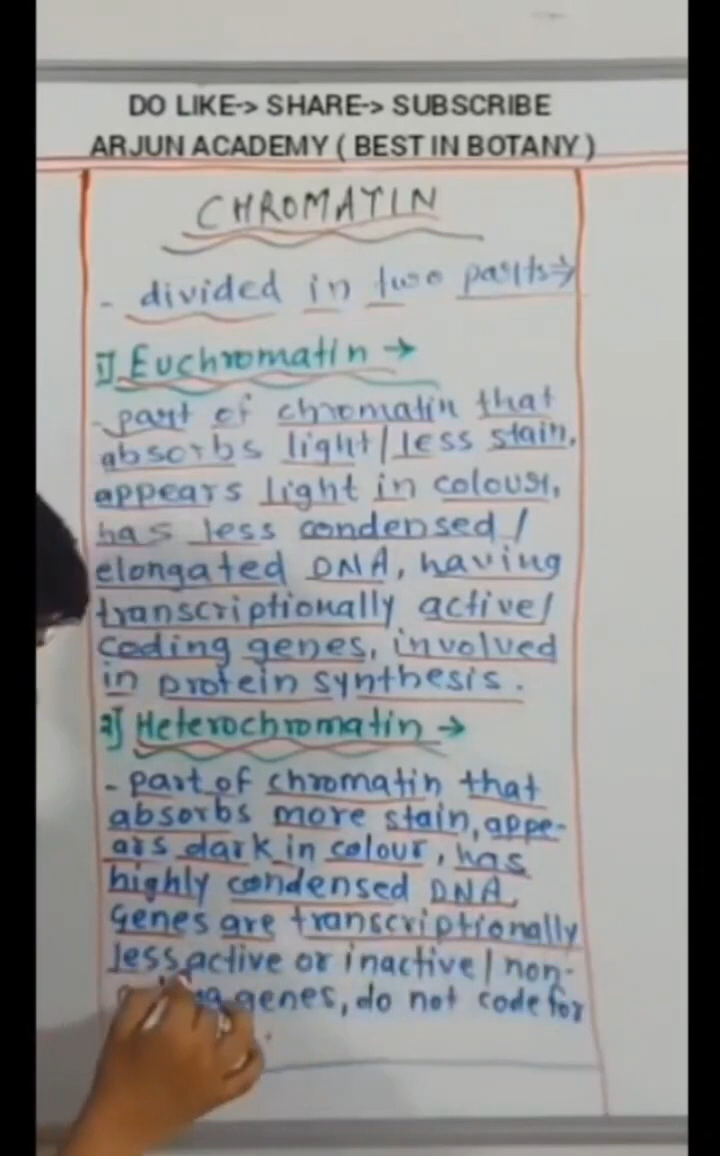 DO LIKE-> SHARE-> SUBSCRIBE
ARJUN ACADEMY ( BEST IN BOTANY )
CHROMATIN
- divided in two parts⇒
1] Euchromatin →
- part of chromatin that
absorbs light/less stain,
appears light in colour,
has less condensed/
elongated DNA, having
transcriptionally active/
coding genes, involved
in protein synthesis.
2] Heterochromatin →
- part of chromatin that
absorbs more stain, appe-
ars dark in colour, has
highly condensed DNA,
Genes are transcriptionally
less active or inactive/non-
genes, do not code for